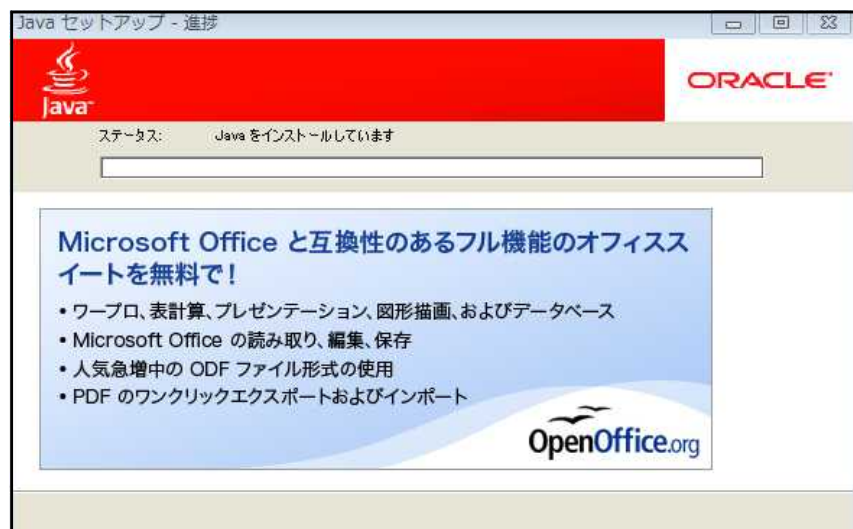 Java セットアップ - 進捗
Java
ORACLE
ステータス: Java をインストールしています
Microsoft Office と互換性のあるフル機能のオフィスス
イートを無料で!
• ワープロ、表計算、プレゼンテーション、図形描画、およびデータベース
• Microsoft Office の読み取り、編集、保存
• 人気急増中の ODF ファイル形式の使用
• PDF のワンクリックエクスポートおよびインポート
OpenOffice.org